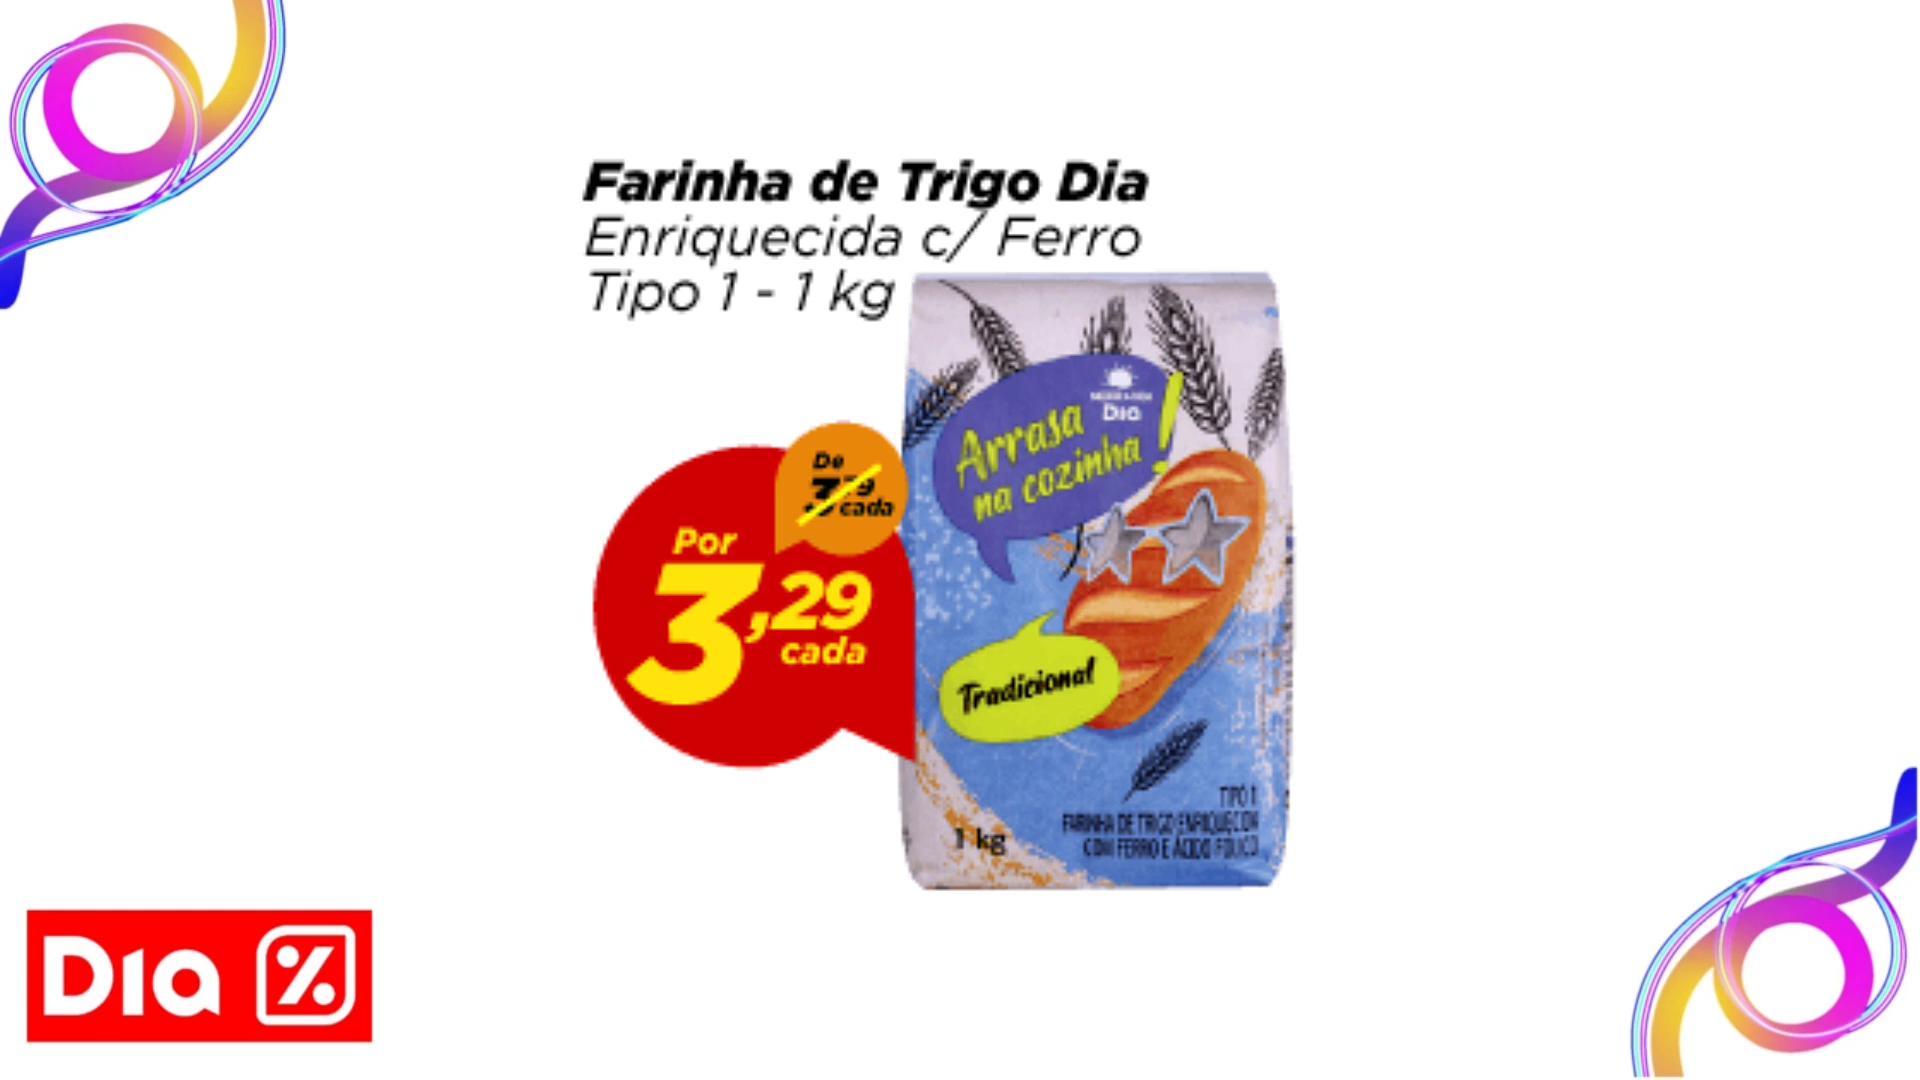 Farinha de Trigo Dia
Enriquecida c/ Ferro
Tipo 1 - 1 kg
De
cada
Por
3,29
cada
Dia
Arrasa
na cozinha!
Tradicional
TIPO 1
FARINHA DE TRIGO ENRIQUECIDA
COM FERRO E ÁCIDO FÓLICO
1 kg
Dia %